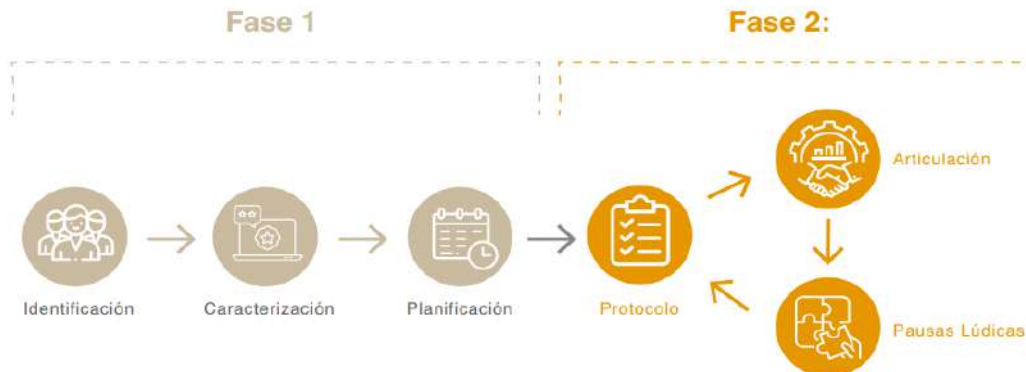 Fase 1
Fase 2:
Identificación
Caracterización
Planificación
Protocolo
Articulación
Pausas Lúdicas